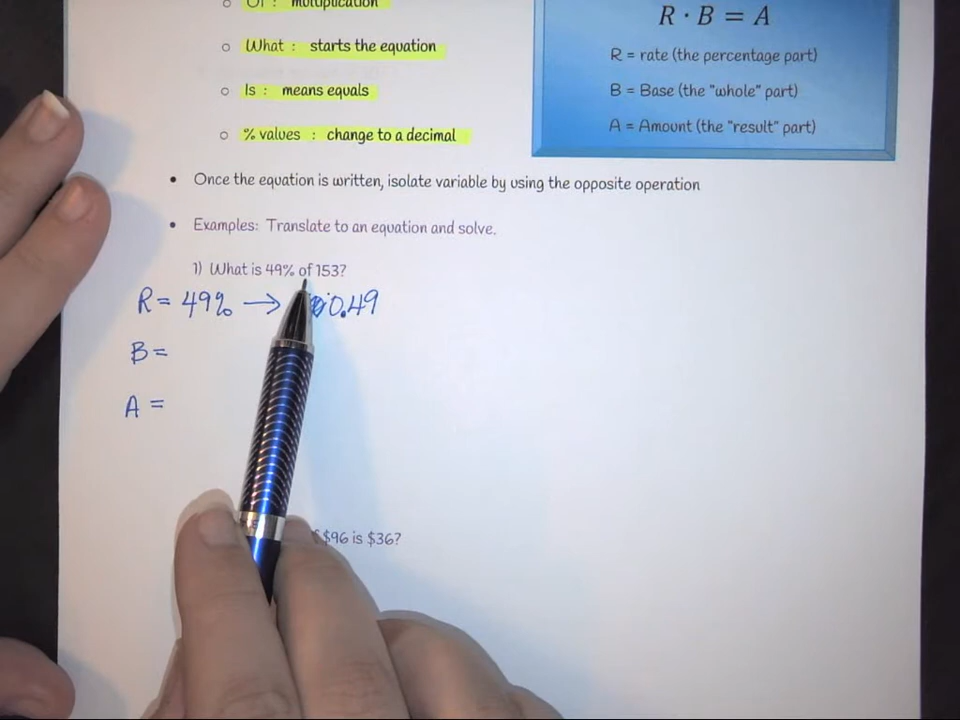 Of : multiplication
What : starts the equation
Is : means equals
% values : change to a decimal
R · B = A
R = rate (the percentage part)
B = Base (the "whole" part)
A = Amount (the "result" part)
Once the equation is written, isolate variable by using the opposite operation
Examples: Translate to an equation and solve.
1) What is 49% of 153?
R = 49% → 0.49
B =
A =
$96 is $36?